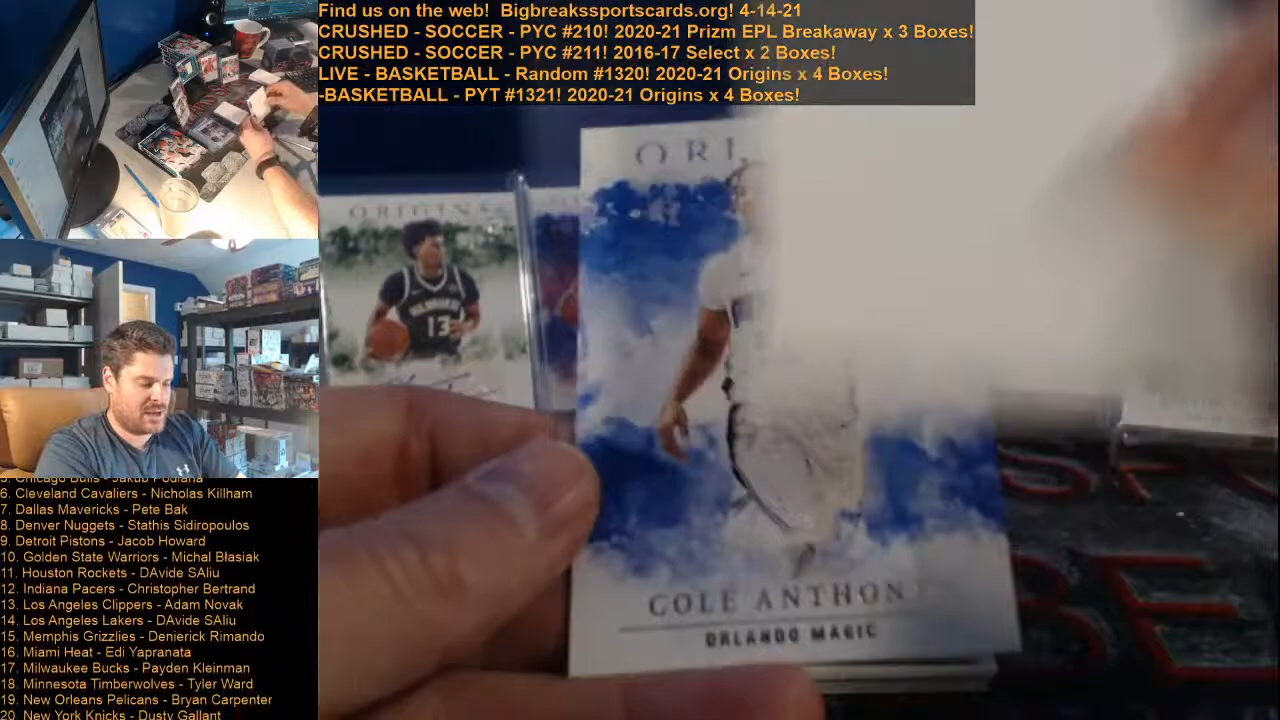 Find us on the web!  Bigbreakssportscards.org! 4-14-21
CRUSHED - SOCCER - PYC #210! 2020-21 Prizm EPL Breakaway x 3 Boxes!
CRUSHED - SOCCER - PYC #211! 2016-17 Select x 2 Boxes!
LIVE - BASKETBALL - Random #1320! 2020-21 Origins x 4 Boxes!
-BASKETBALL - PYT #1321! 2020-21 Origins x 4 Boxes!
ORI
ORIGINS
13
COLE ANTHON
ORLANDO MAGIC
BE
5. Chicago Bulls - Jakub
6. Cleveland Cavaliers - Nicholas Killham
7. Dallas Mavericks - Pete Bak
8. Denver Nuggets - Stathis Sidiropoulos
9. Detroit Pistons - Jacob Howard
10. Golden State Warriors - Michal Błasiak
11. Houston Rockets - DAvide SAliu
12. Indiana Pacers - Christopher Bertrand
13. Los Angeles Clippers - Adam Novak
14. Los Angeles Lakers - DAvide SAliu
15. Memphis Grizzlies - Denierick Rimando
16. Miami Heat - Edi Yapranata
17. Milwaukee Bucks - Payden Kleinman
18. Minnesota Timberwolves - Tyler Ward
19. New Orleans Pelicans - Bryan Carpenter
20. New York Knicks - Dusty Gallant